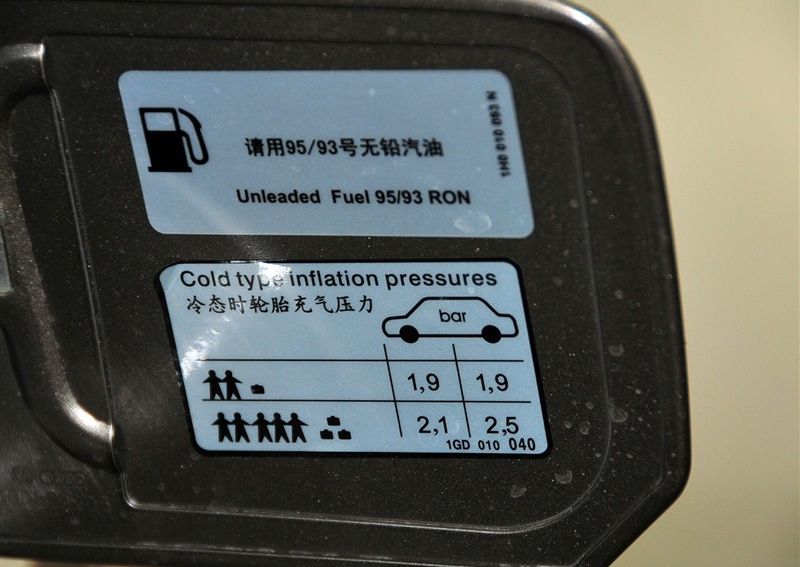 请用95/93号无铅汽油
Unleaded Fuel 95/93 RON
1H0 010 093 N
Cold type inflation pressures
冷态时轮胎充气压力
bar
1,9 1,9
2,1 2,5
1GD 010 040